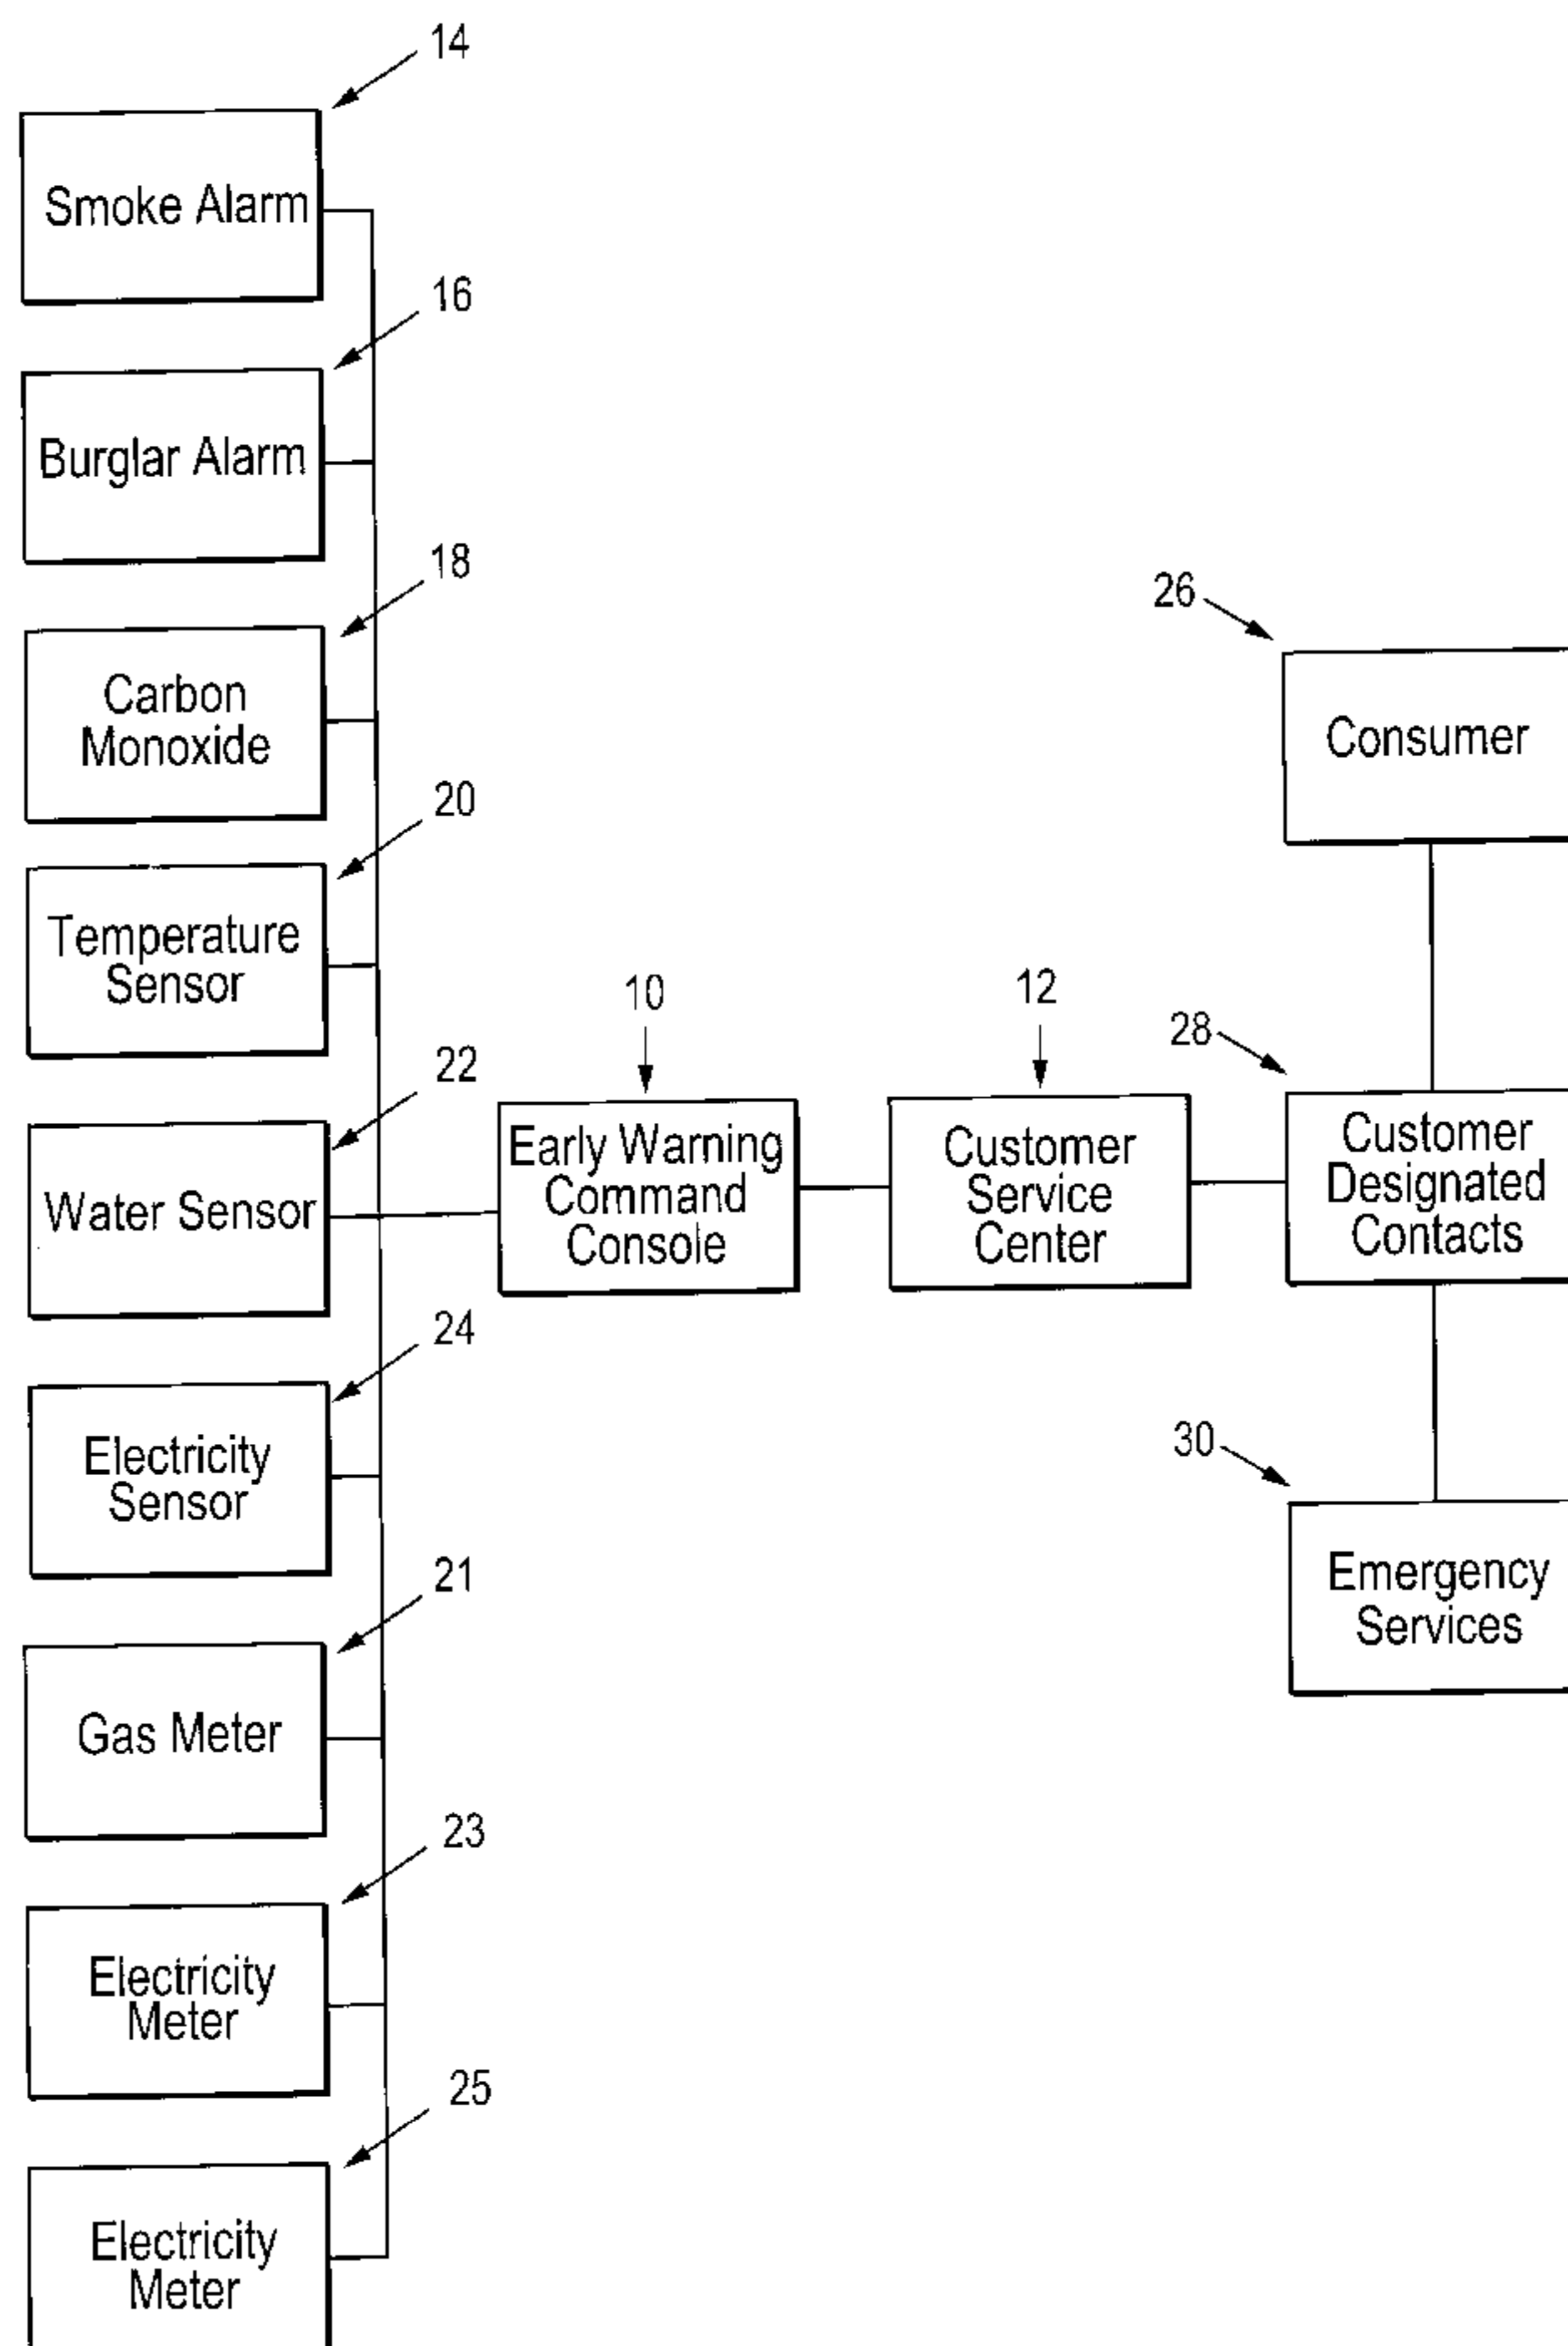 14
Smoke Alarm
16
Burglar Alarm
18
Carbon
Monoxide
20
Temperature
Sensor
22
Water Sensor
24
Electricity
Sensor
21
Gas Meter
23
Electricity
Meter
25
Electricity
Meter
10
Early Warning
Command
Console
12
Customer
Service
Center
26
Consumer
28
Customer
Designated
Contacts
30
Emergency
Services